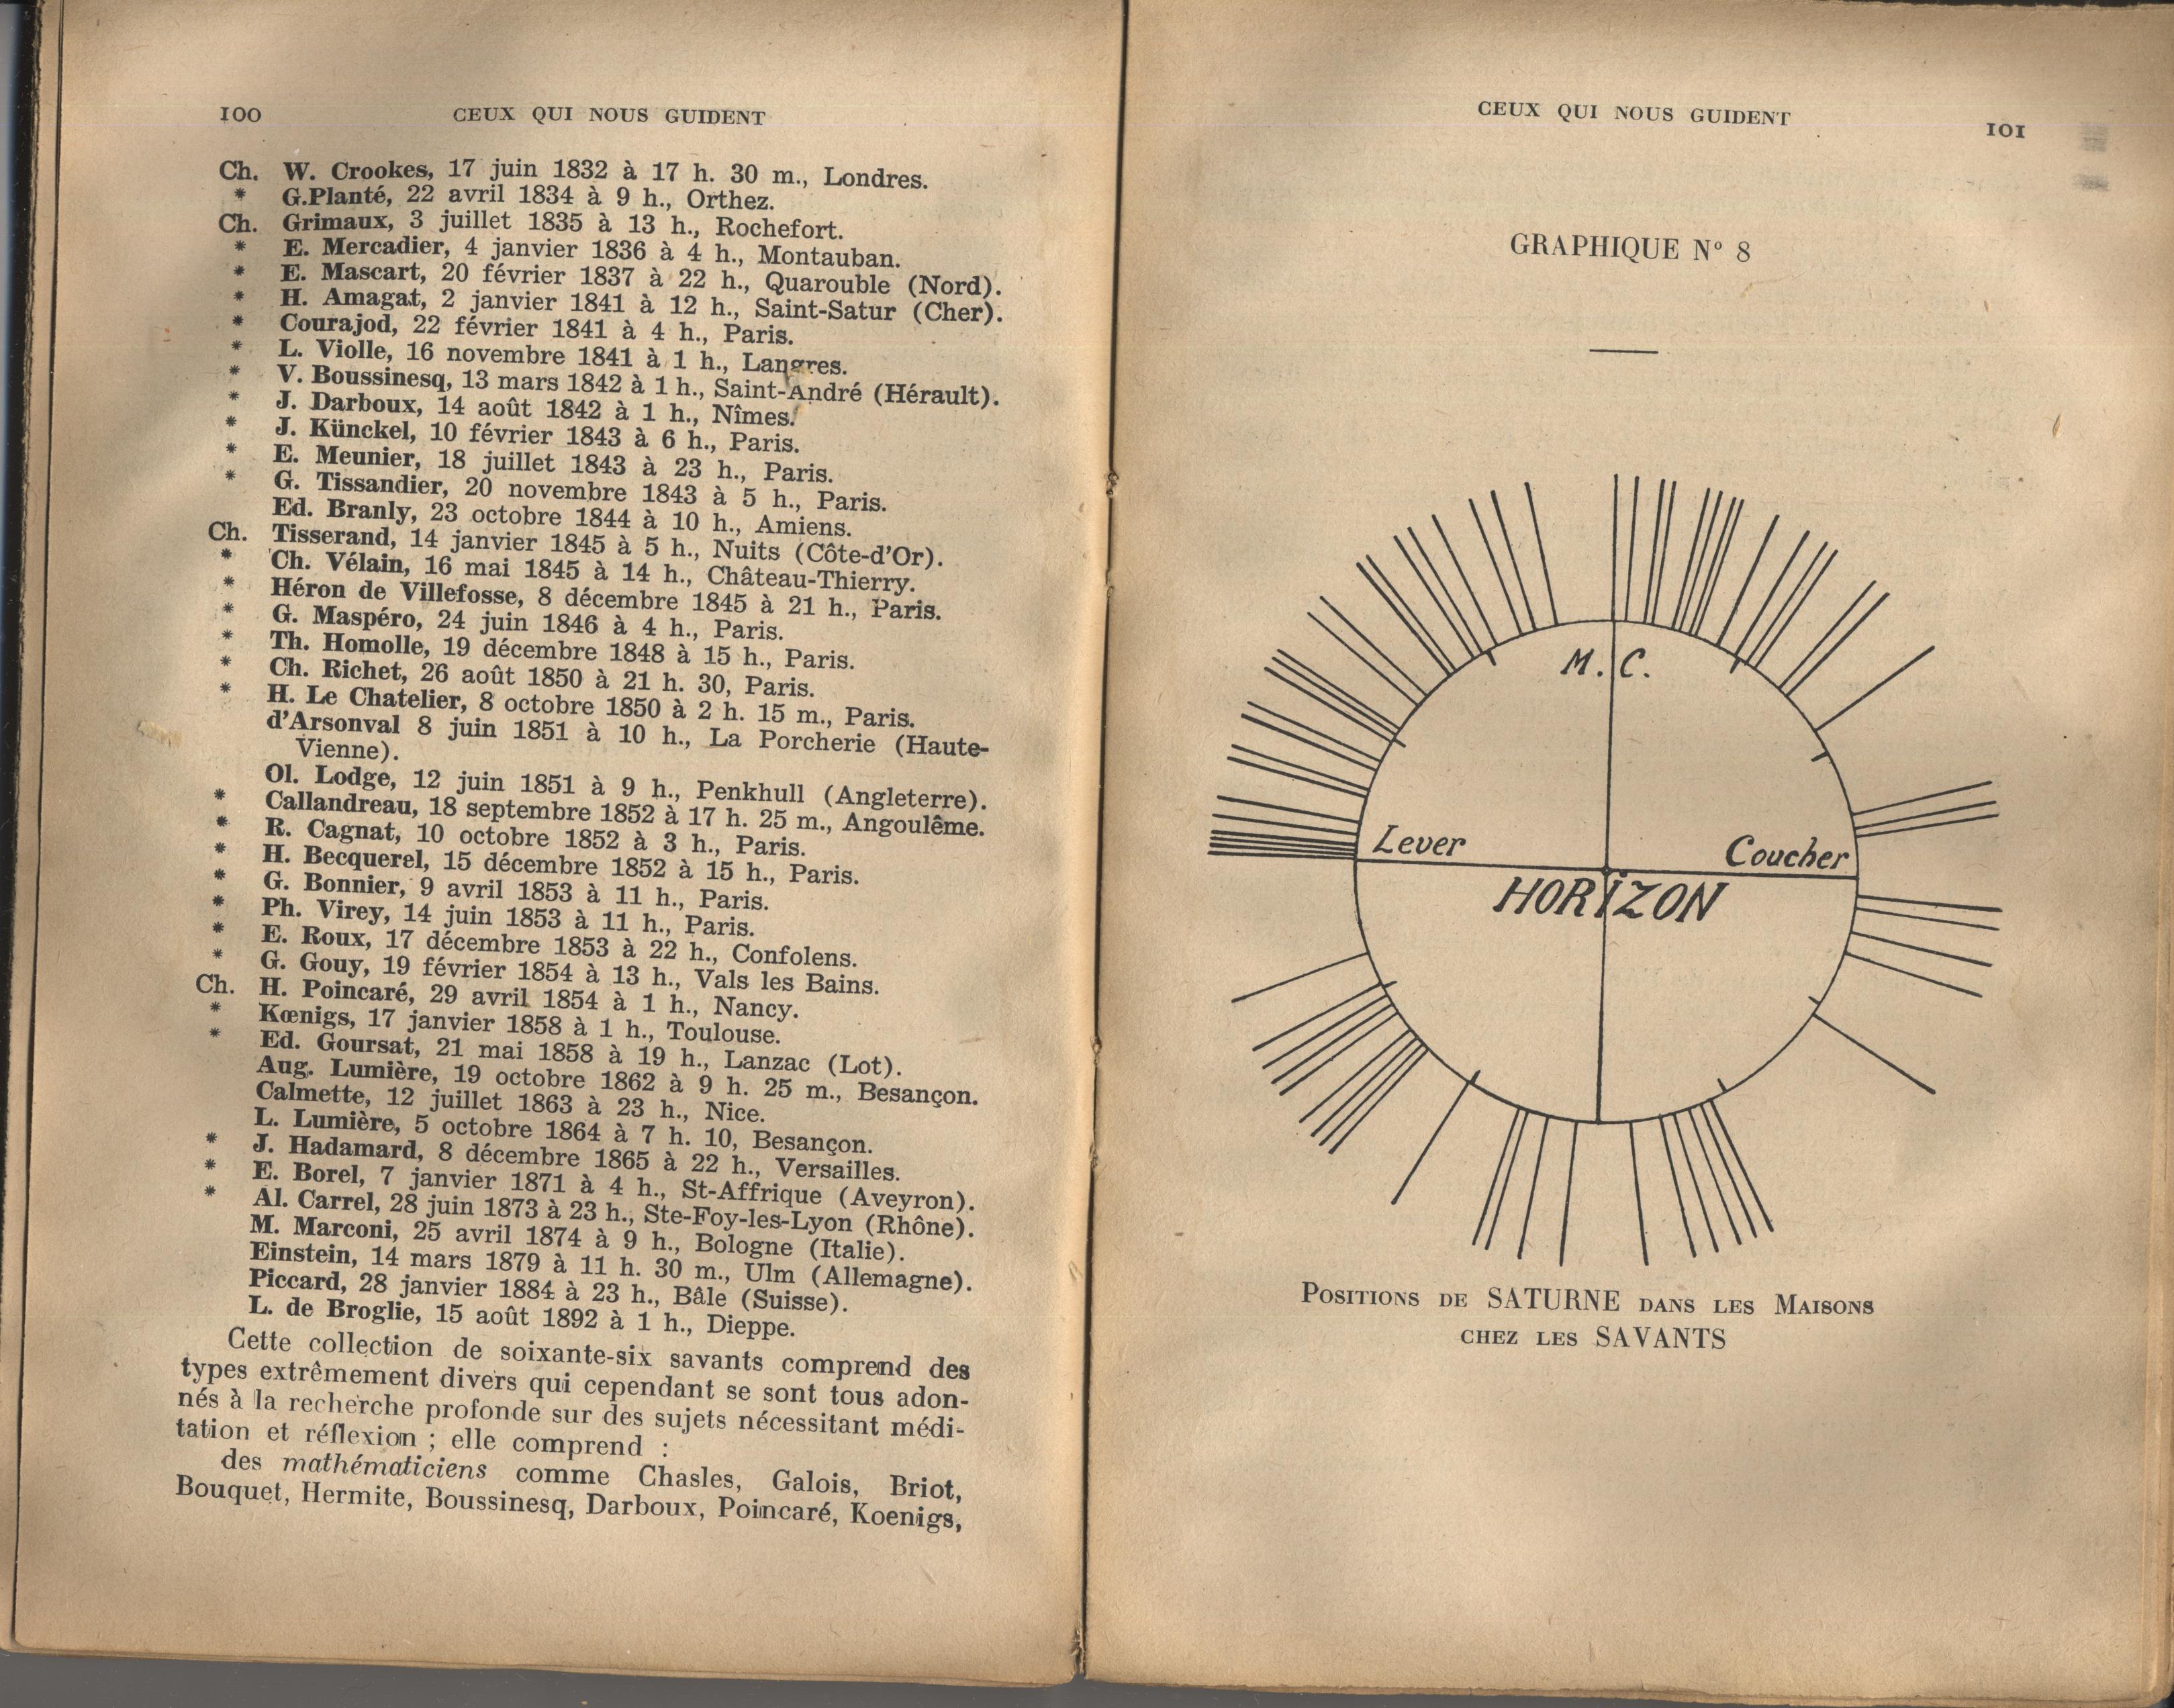 100 CEUX QUI NOUS GUIDENT
Ch. W. Crookes, 17 juin 1832 à 17 h. 30 m., Londres.
* G.Planté, 22 avril 1834 à 9 h., Orthez.
Ch. Grimaux, 3 juillet 1835 à 13 h., Rochefort.
* E. Mercadier, 4 janvier 1836 à 4 h., Montauban.
* E. Mascart, 20 février 1837 à 22 h., Quarouble (Nord).
* H. Amagat, 2 janvier 1841 à 12 h., Saint-Satur (Cher).
* Courajod, 22 février 1841 à 4 h., Paris.
* L. Violle, 16 novembre 1841 à 1 h., Langres.
* V. Boussinesq, 13 mars 1842 à 1 h., Saint-André (Hérault).
* J. Darboux, 14 août 1842 à 1 h., Nîmes.
* J. Künckel, 10 février 1843 à 6 h., Paris.
* E. Meunier, 18 juillet 1843 à 23 h., Paris.
* G. Tissandier, 20 novembre 1843 à 5 h., Paris.
Ed. Branly, 23 octobre 1844 à 10 h., Amiens.
Ch. Tisserand, 14 janvier 1845 à 5 h., Nuits (Côte-d'Or).
* Ch. Vélain, 16 mai 1845 à 14 h., Château-Thierry.
* Héron de Villefosse, 8 décembre 1845 à 21 h., Paris.
* G. Maspéro, 24 juin 1846 à 4 h., Paris.
* Th. Homolle, 19 décembre 1848 à 15 h., Paris.
* Ch. Richet, 26 août 1850 à 21 h. 30, Paris.
* H. Le Chatelier, 8 octobre 1850 à 2 h. 15 m., Paris.
d'Arsonval 8 juin 1851 à 10 h., La Porcherie (Haute-
Vienne).
Ol. Lodge, 12 juin 1851 à 9 h., Penkhull (Angleterre).
* Callandreau, 18 septembre 1852 à 17 h. 25 m., Angoulême.
* R. Cagnat, 10 octobre 1852 à 3 h., Paris.
* H. Becquerel, 15 décembre 1852 à 15 h., Paris.
* G. Bonnier, 9 avril 1853 à 11 h., Paris.
* Ph. Virey, 14 juin 1853 à 11 h., Paris.
* E. Roux, 17 décembre 1853 à 22 h., Confolens.
* G. Gouy, 19 février 1854 à 13 h., Vals les Bains.
Ch. H. Poincaré, 29 avril 1854 à 1 h., Nancy.
* Kœnigs, 17 janvier 1858 à 1 h., Toulouse.
* Ed. Goursat, 21 mai 1858 à 19 h., Lanzac (Lot).
Aug. Lumière, 19 octobre 1862 à 9 h. 25 m., Besançon.
Calmette, 12 juillet 1863 à 23 h., Nice.
L. Lumière, 5 octobre 1864 à 7 h. 10, Besançon.
* J. Hadamard, 8 décembre 1865 à 22 h., Versailles.
* E. Borel, 7 janvier 1871 à 4 h., St-Affrique (Aveyron).
* Al. Carrel, 28 juin 1873 à 23 h., Ste-Foy-les-Lyon (Rhône).
M. Marconi, 25 avril 1874 à 9 h., Bologne (Italie).
Einstein, 14 mars 1879 à 11 h. 30 m., Ulm (Allemagne).
Piccard, 28 janvier 1884 à 23 h., Bâle (Suisse).
L. de Broglie, 15 août 1892 à 1 h., Dieppe.
Cette collection de soixante-six savants comprend des
types extrêmement divers qui cependant se sont tous adon-
nés à la recherche profonde sur des sujets nécessitant médi-
tation et réflexion ; elle comprend :
des mathématiciens comme Chasles, Galois, Briot,
Bouquet, Hermite, Boussinesq, Darboux, Poincaré, Koenigs,
CEUX QUI NOUS GUIDENT 101
GRAPHIQUE N° 8
M. C.
Lever
Coucher
HORIZON
POSITIONS DE SATURNE DANS LES MAISONS
CHEZ LES SAVANTS